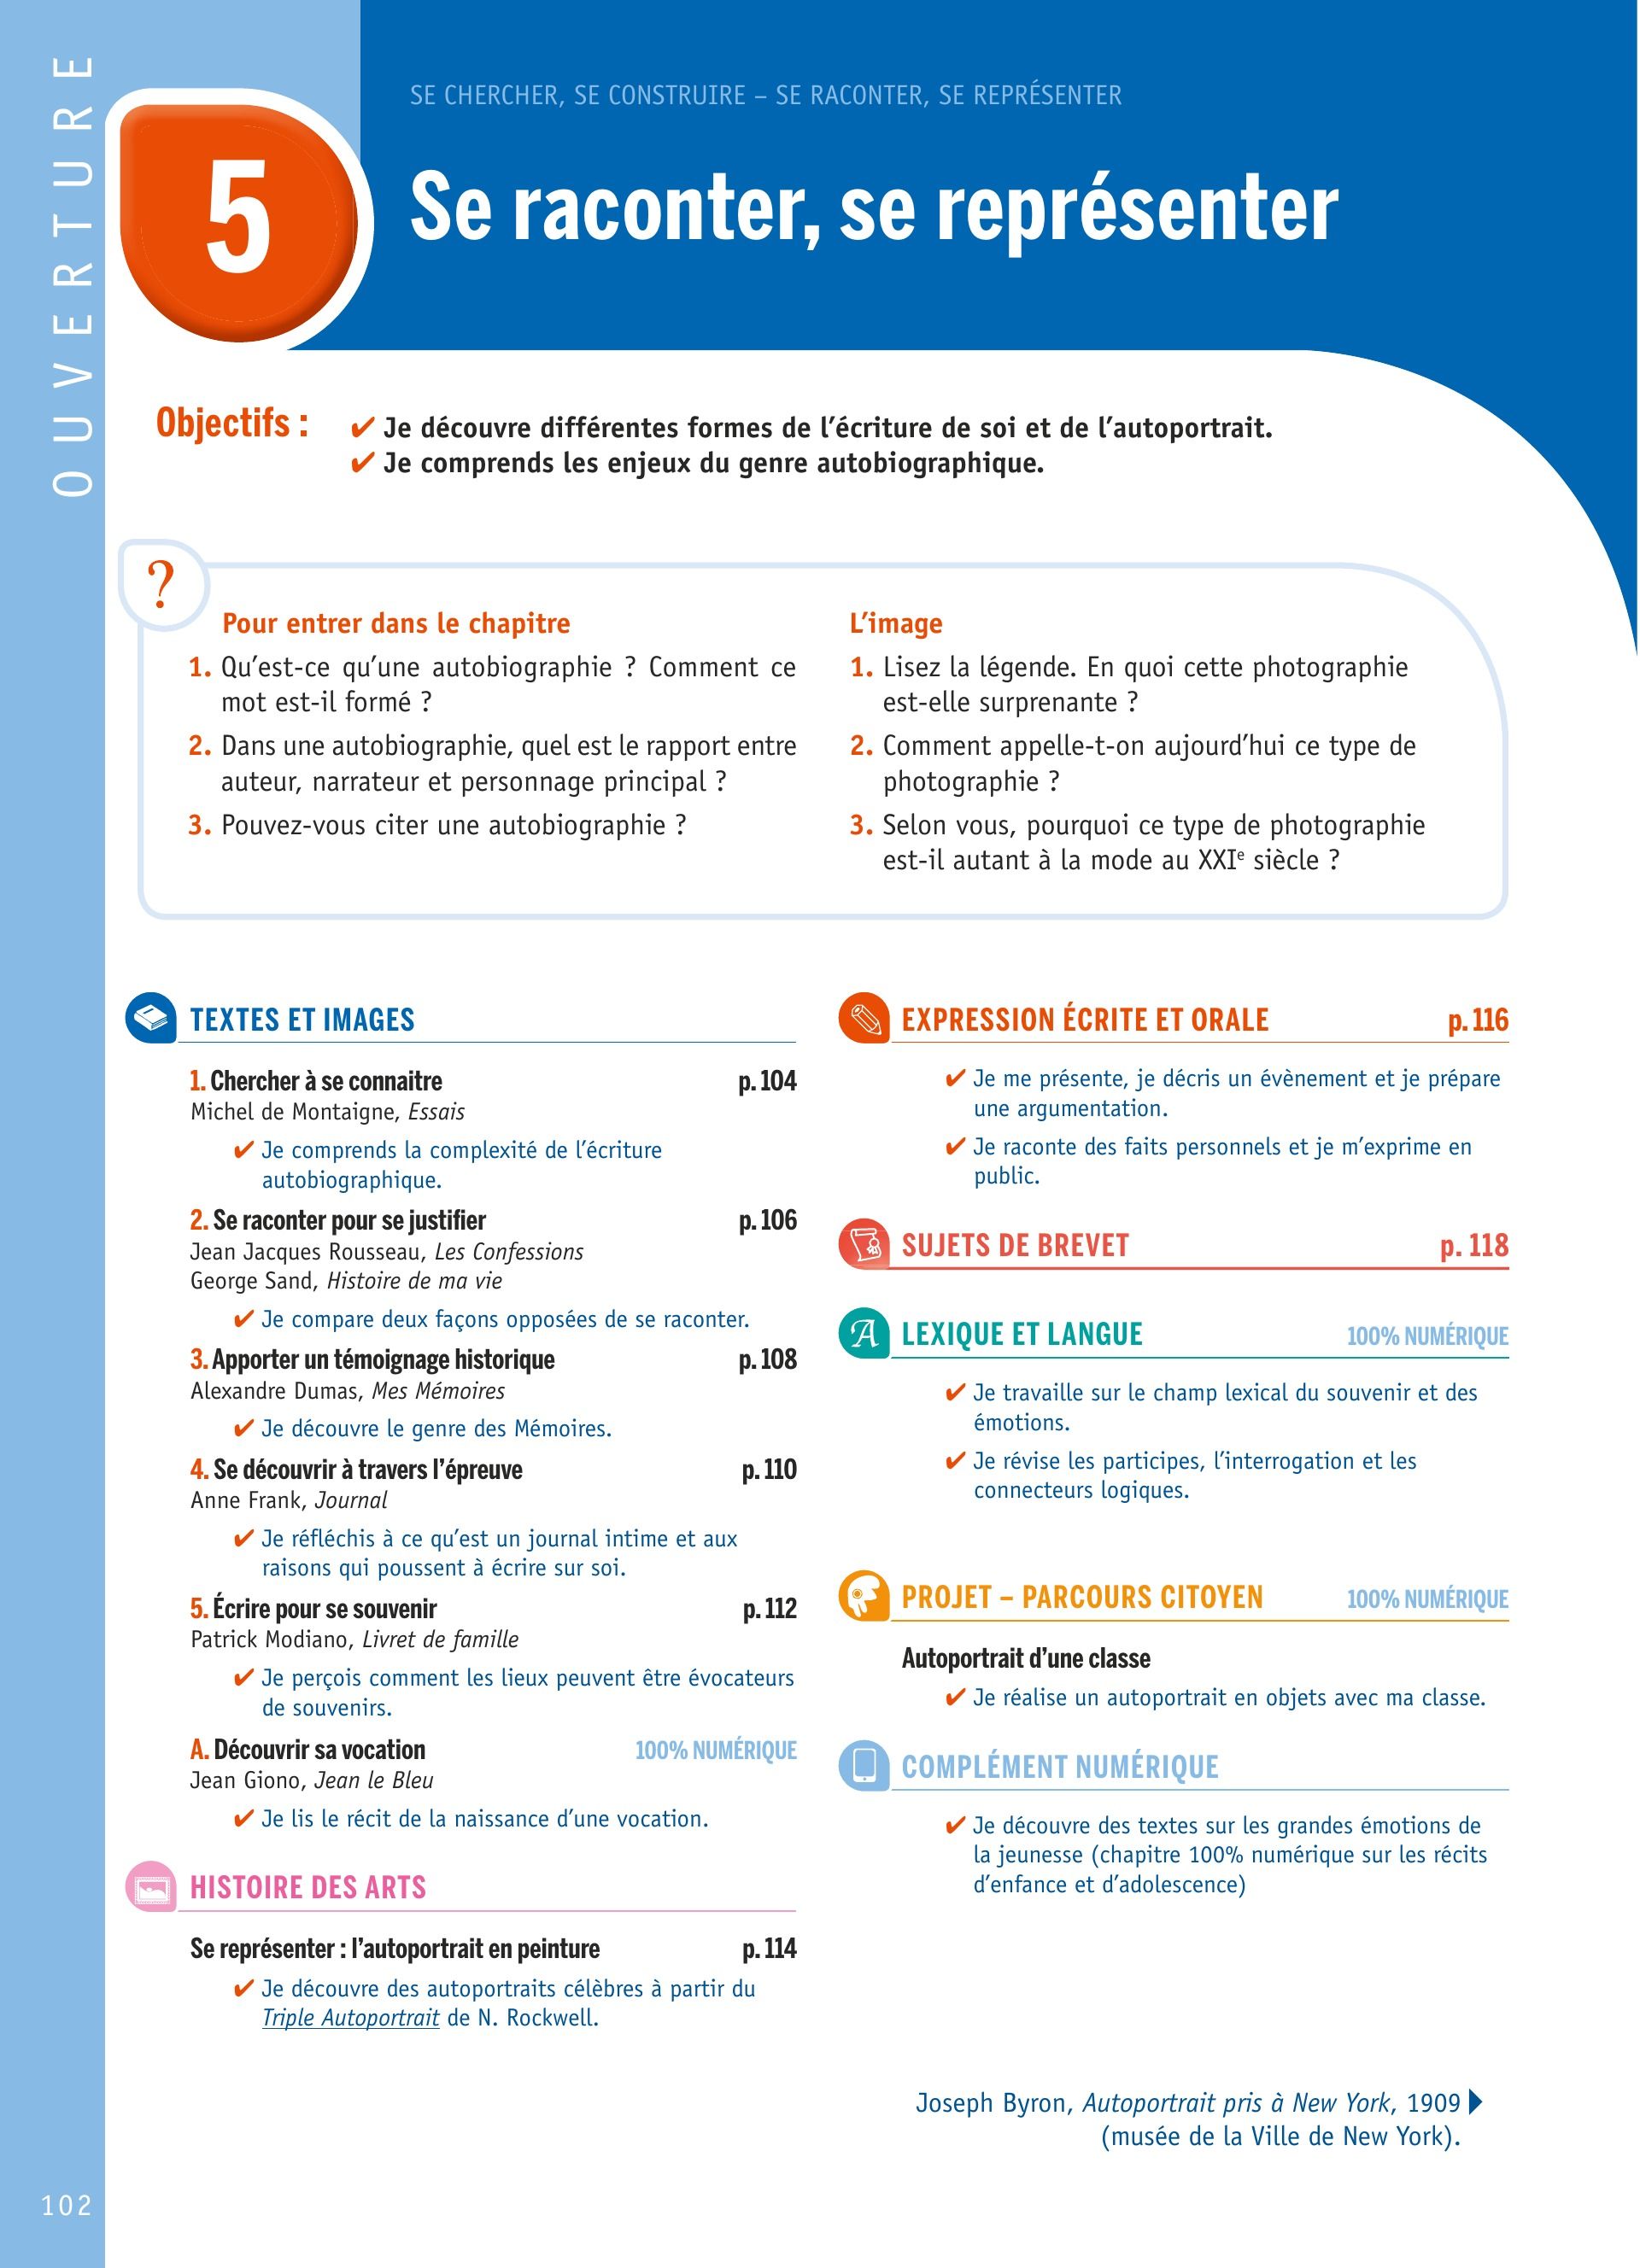 OUVERTURE
SE CHERCHER, SE CONSTRUIRE – SE RACONTER, SE REPRÉSENTER
5
Se raconter, se représenter
Objectifs :
✔ Je découvre différentes formes de l’écriture de soi et de l’autoportrait.
✔ Je comprends les enjeux du genre autobiographique.
?
Pour entrer dans le chapitre
1. Qu’est-ce qu’une autobiographie ? Comment ce
mot est-il formé ?
2. Dans une autobiographie, quel est le rapport entre
auteur, narrateur et personnage principal ?
3. Pouvez-vous citer une autobiographie ?
L’image
1. Lisez la légende. En quoi cette photographie
est-elle surprenante ?
2. Comment appelle-t-on aujourd’hui ce type de
photographie ?
3. Selon vous, pourquoi ce type de photographie
est-il autant à la mode au XXIe siècle ?
TEXTES ET IMAGES
1. Chercher à se connaitre p. 104
Michel de Montaigne, Essais
✔ Je comprends la complexité de l’écriture
autobiographique.
2. Se raconter pour se justifier p. 106
Jean Jacques Rousseau, Les Confessions
George Sand, Histoire de ma vie
✔ Je compare deux façons opposées de se raconter.
3. Apporter un témoignage historique p. 108
Alexandre Dumas, Mes Mémoires
✔ Je découvre le genre des Mémoires.
4. Se découvrir à travers l’épreuve p. 110
Anne Frank, Journal
✔ Je réfléchis à ce qu’est un journal intime et aux
raisons qui poussent à écrire sur soi.
5. Écrire pour se souvenir p. 112
Patrick Modiano, Livret de famille
✔ Je perçois comment les lieux peuvent être évocateurs
de souvenirs.
A. Découvrir sa vocation 100% NUMÉRIQUE
Jean Giono, Jean le Bleu
✔ Je lis le récit de la naissance d’une vocation.
HISTOIRE DES ARTS
Se représenter : l’autoportrait en peinture p. 114
✔ Je découvre des autoportraits célèbres à partir du
Triple Autoportrait de N. Rockwell.
EXPRESSION ÉCRITE ET ORALE p. 116
✔ Je me présente, je décris un évènement et je prépare
une argumentation.
✔ Je raconte des faits personnels et je m’exprime en
public.
SUJETS DE BREVET p. 118
A LEXIQUE ET LANGUE 100% NUMÉRIQUE
✔ Je travaille sur le champ lexical du souvenir et des
émotions.
✔ Je révise les participes, l’interrogation et les
connecteurs logiques.
PROJET – PARCOURS CITOYEN 100% NUMÉRIQUE
Autoportrait d’une classe
✔ Je réalise un autoportrait en objets avec ma classe.
COMPLÉMENT NUMÉRIQUE
✔ Je découvre des textes sur les grandes émotions de
la jeunesse (chapitre 100% numérique sur les récits
d’enfance et d’adolescence)
Joseph Byron, Autoportrait pris à New York, 1909
(musée de la Ville de New York).
102